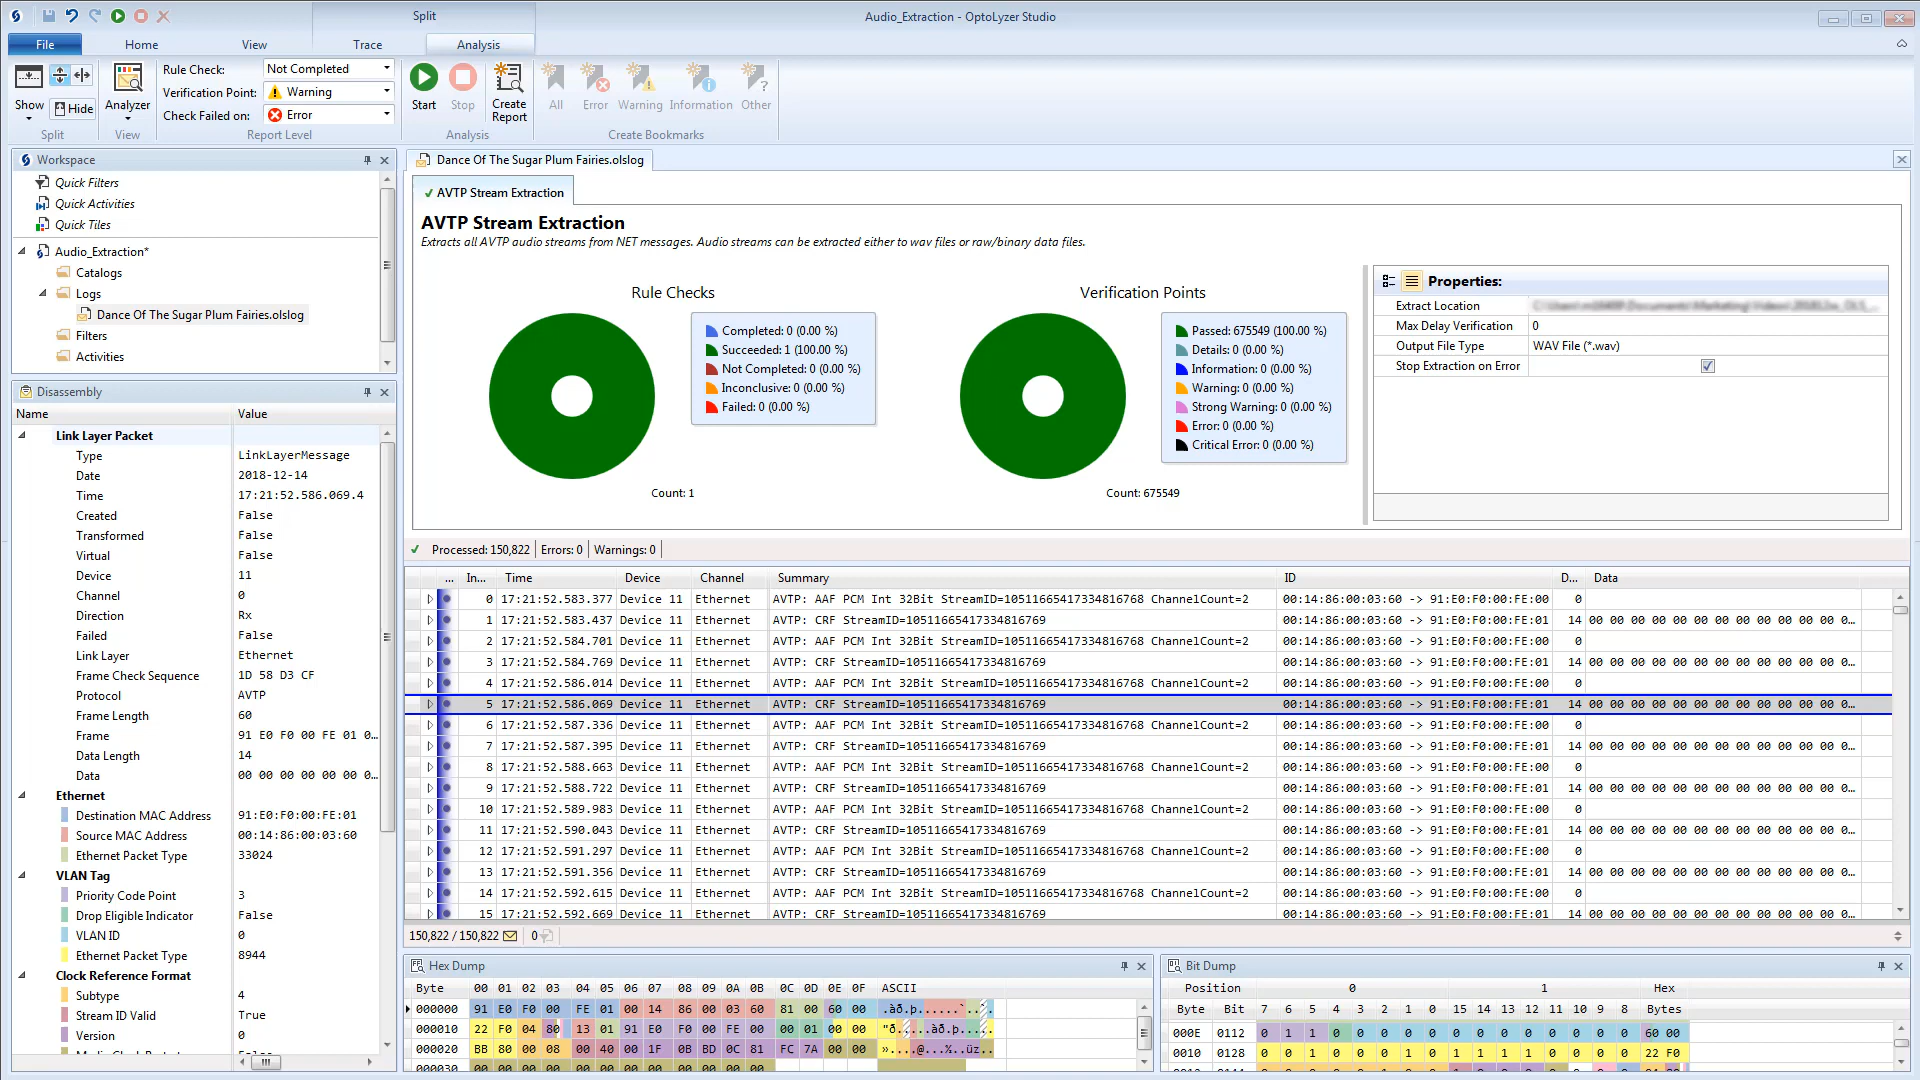 Split
Audio_Extraction - OptoLyzer Studio
File
Home
View
Trace
Analysis
Show
Hide
Split
Analyzer
View
Rule Check:
Not Completed
Verification Point:
Warning
Check Failed on:
Error
Report Level
Start
Stop
Create Report
Analysis
All
Error
Warning
Information
Other
Create Bookmarks
Workspace
Quick Filters
Quick Activities
Quick Tiles
Audio_Extraction*
Catalogs
Logs
Dance Of The Sugar Plum Fairies.olslog
Filters
Activities
Disassembly
Name Value
Link Layer Packet
Type LinkLayerMessage
Date 2018-12-14
Time 17:21:52.586.069.4
Created False
Transformed False
Virtual False
Device 11
Channel 0
Direction Rx
Failed False
Link Layer Ethernet
Frame Check Sequence 1D 58 D3 CF
Protocol AVTP
Frame Length 60
Frame 91 E0 F0 00 FE 01 0...
Data Length 14
Data 00 00 00 00 00 00 0...
Ethernet
Destination MAC Address 91:E0:F0:00:FE:01
Source MAC Address 00:14:86:00:03:60
Ethernet Packet Type 33024
VLAN Tag
Priority Code Point 3
Drop Eligible Indicator False
VLAN ID 0
Ethernet Packet Type 8944
Clock Reference Format
Subtype 4
Stream ID Valid True
Version 0
Dance Of The Sugar Plum Fairies.olslog
AVTP Stream Extraction
AVTP Stream Extraction
Extracts all AVTP audio streams from NET messages. Audio streams can be extracted either to wav files or raw/binary data files.
Rule Checks
Completed: 0 (0.00 %)
Succeeded: 1 (100.00 %)
Not Completed: 0 (0.00 %)
Inconclusive: 0 (0.00 %)
Failed: 0 (0.00 %)
Count: 1
Verification Points
Passed: 675549 (100.00 %)
Details: 0 (0.00 %)
Information: 0 (0.00 %)
Warning: 0 (0.00 %)
Strong Warning: 0 (0.00 %)
Error: 0 (0.00 %)
Critical Error: 0 (0.00 %)
Count: 675549
Properties:
Extract Location
Max Delay Verification 0
Output File Type WAV File (*.wav)
Stop Extraction on Error
Processed: 150,822 Errors: 0 Warnings: 0
... In... Time Device Channel Summary ID D... Data
0 17:21:52.583.377 Device 11 Ethernet AVTP: AAF PCM Int 32Bit StreamID=10511665417334816768 ChannelCount=2 00:14:86:00:03:60 -> 91:E0:F0:00:FE:00 0
1 17:21:52.583.437 Device 11 Ethernet AVTP: CRF StreamID=10511665417334816769 00:14:86:00:03:60 -> 91:E0:F0:00:FE:01 14 00 00 00 00 00 00 00 00 00 00 00 00 0...
2 17:21:52.584.701 Device 11 Ethernet AVTP: AAF PCM Int 32Bit StreamID=10511665417334816768 ChannelCount=2 00:14:86:00:03:60 -> 91:E0:F0:00:FE:00 0
3 17:21:52.584.769 Device 11 Ethernet AVTP: CRF StreamID=10511665417334816769 00:14:86:00:03:60 -> 91:E0:F0:00:FE:01 14 00 00 00 00 00 00 00 00 00 00 00 00 0...
4 17:21:52.586.014 Device 11 Ethernet AVTP: AAF PCM Int 32Bit StreamID=10511665417334816768 ChannelCount=2 00:14:86:00:03:60 -> 91:E0:F0:00:FE:00 0
5 17:21:52.586.069 Device 11 Ethernet AVTP: CRF StreamID=10511665417334816769 00:14:86:00:03:60 -> 91:E0:F0:00:FE:01 14 00 00 00 00 00 00 00 00 00 00 00 00 0...
6 17:21:52.587.336 Device 11 Ethernet AVTP: AAF PCM Int 32Bit StreamID=10511665417334816768 ChannelCount=2 00:14:86:00:03:60 -> 91:E0:F0:00:FE:00 0
7 17:21:52.587.395 Device 11 Ethernet AVTP: CRF StreamID=10511665417334816769 00:14:86:00:03:60 -> 91:E0:F0:00:FE:01 14 00 00 00 00 00 00 00 00 00 00 00 00 0...
8 17:21:52.588.663 Device 11 Ethernet AVTP: AAF PCM Int 32Bit StreamID=10511665417334816768 ChannelCount=2 00:14:86:00:03:60 -> 91:E0:F0:00:FE:00 0
9 17:21:52.588.722 Device 11 Ethernet AVTP: CRF StreamID=10511665417334816769 00:14:86:00:03:60 -> 91:E0:F0:00:FE:01 14 00 00 00 00 00 00 00 00 00 00 00 00 0...
10 17:21:52.589.983 Device 11 Ethernet AVTP: AAF PCM Int 32Bit StreamID=10511665417334816768 ChannelCount=2 00:14:86:00:03:60 -> 91:E0:F0:00:FE:00 0
11 17:21:52.590.043 Device 11 Ethernet AVTP: CRF StreamID=10511665417334816769 00:14:86:00:03:60 -> 91:E0:F0:00:FE:01 14 00 00 00 00 00 00 00 00 00 00 00 00 0...
12 17:21:52.591.297 Device 11 Ethernet AVTP: AAF PCM Int 32Bit StreamID=10511665417334816768 ChannelCount=2 00:14:86:00:03:60 -> 91:E0:F0:00:FE:00 0
13 17:21:52.591.356 Device 11 Ethernet AVTP: CRF StreamID=10511665417334816769 00:14:86:00:03:60 -> 91:E0:F0:00:FE:01 14 00 00 00 00 00 00 00 00 00 00 00 00 0...
14 17:21:52.592.615 Device 11 Ethernet AVTP: AAF PCM Int 32Bit StreamID=10511665417334816768 ChannelCount=2 00:14:86:00:03:60 -> 91:E0:F0:00:FE:00 0
15 17:21:52.592.669 Device 11 Ethernet AVTP: CRF StreamID=10511665417334816769 00:14:86:00:03:60 -> 91:E0:F0:00:FE:01 14 00 00 00 00 00 00 00 00 00 00 00 00 0...
150,822 / 150,822 0
Hex Dump
Byte 00 01 02 03 04 05 06 07 08 09 0A 0B 0C 0D 0E 0F ASCII
000000 91 E0 F0 00 FE 01 00 14 86 00 03 60 81 00 60 00 .àð.þ......`..`.
000010 22 F0 04 80 13 01 91 E0 F0 00 FE 00 00 01 00 00 "ð.....àð.þ.....
000020 BB 80 00 08 00 40 00 1F 0B BD 0C 81 FC 7A 00 00 »....@...½..üz..
000030 00 00 00 00 00 00 00 00 00 00 00 00
Bit Dump
Position 0 1 Hex
Byte Bit 7 6 5 4 3 2 1 0 15 14 13 12 11 10 9 8 Bytes
000E 0112 0 1 1 0 0 0 0 0 0 0 0 0 0 0 0 0 60 00
0010 0128 0 0 1 0 0 0 1 0 1 1 1 1 0 0 0 0 22 F0